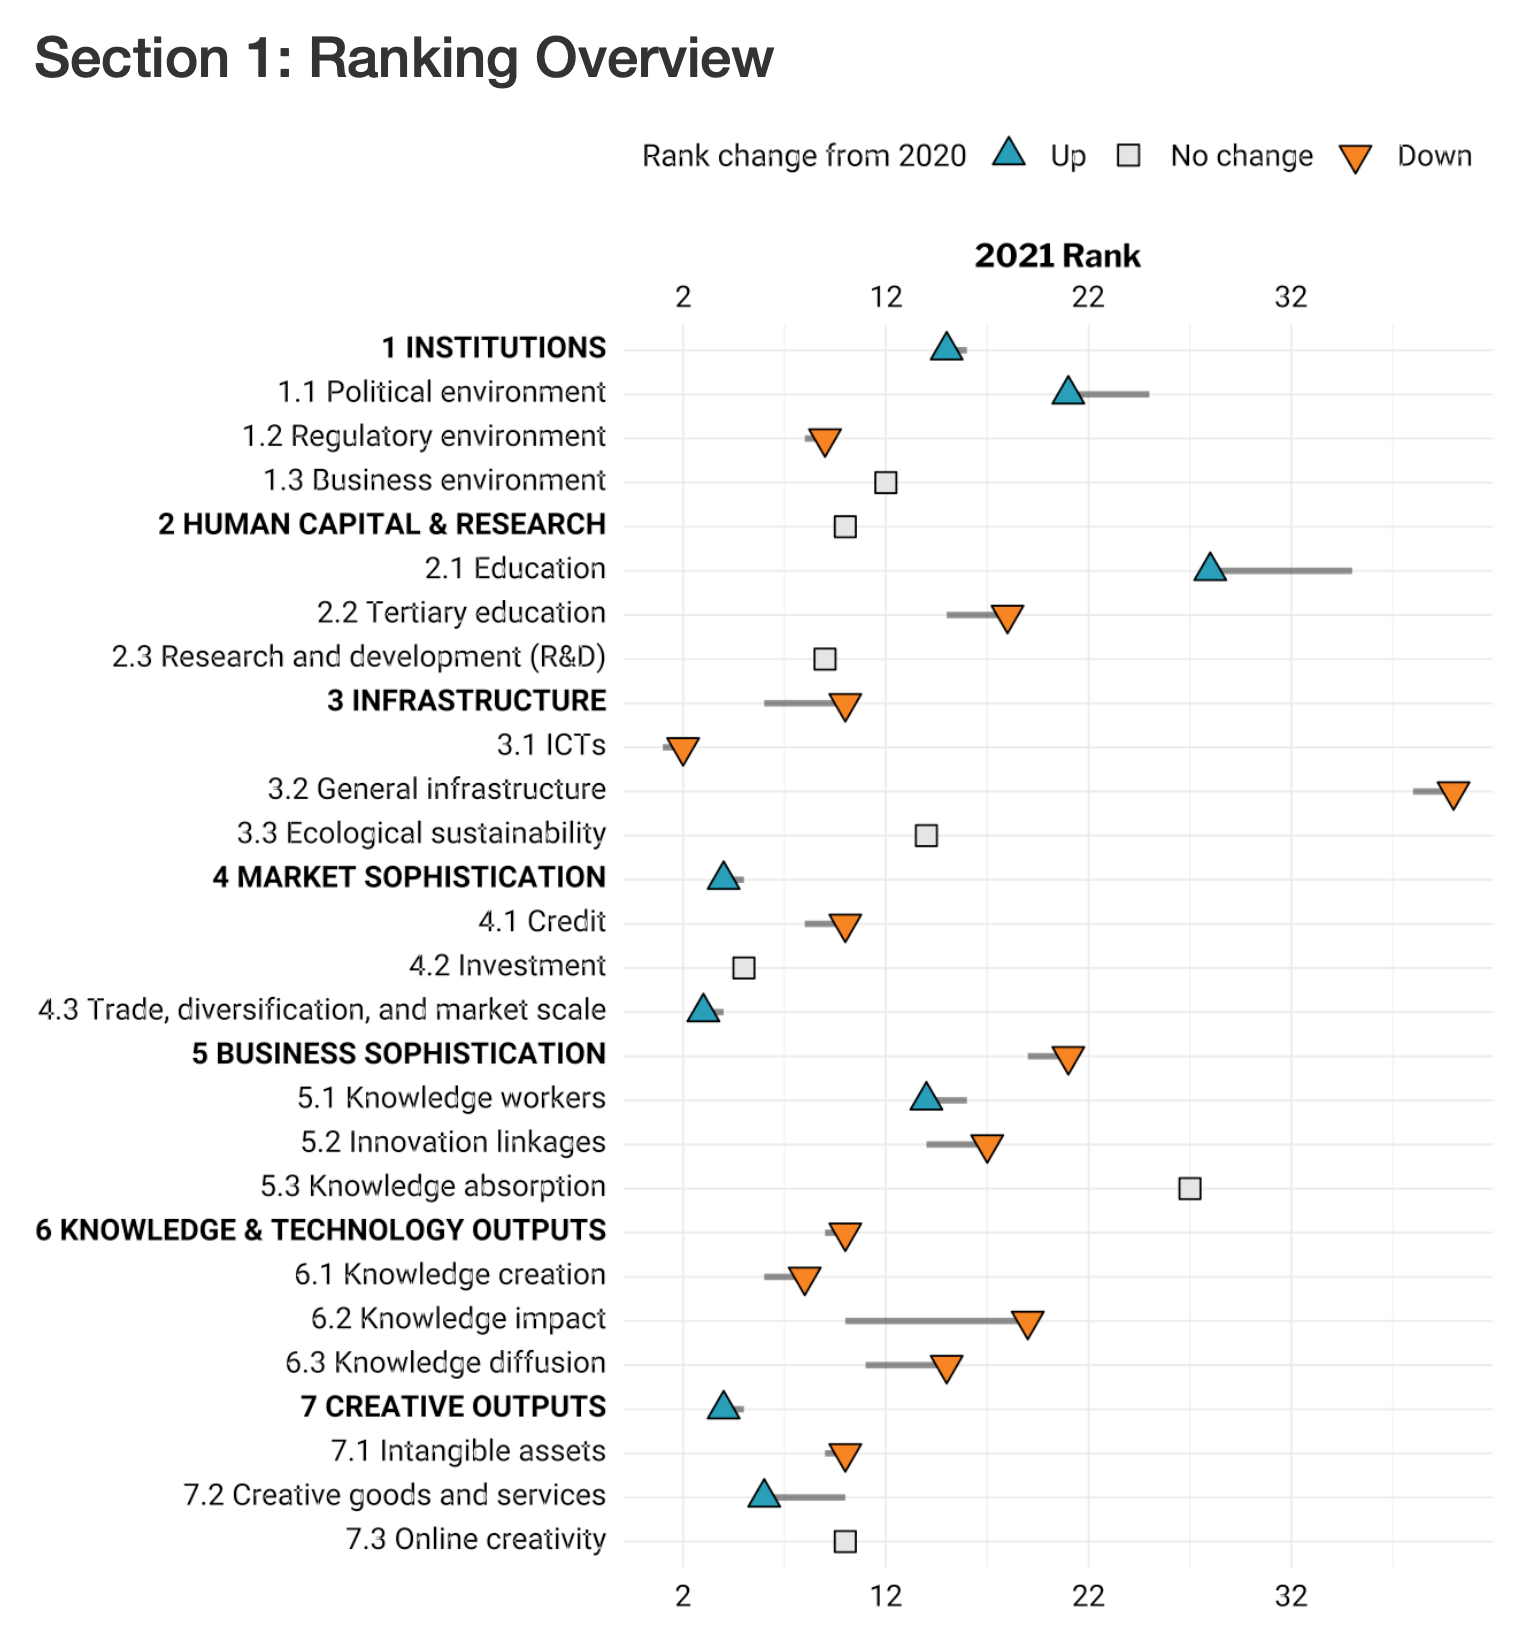 Section 1: Ranking Overview
Rank change from 2020 Up No change Down
2021 Rank
2 12 22 32
1 INSTITUTIONS
1.1 Political environment
1.2 Regulatory environment
1.3 Business environment
2 HUMAN CAPITAL & RESEARCH
2.1 Education
2.2 Tertiary education
2.3 Research and development (R&D)
3 INFRASTRUCTURE
3.1 ICTs
3.2 General infrastructure
3.3 Ecological sustainability
4 MARKET SOPHISTICATION
4.1 Credit
4.2 Investment
4.3 Trade, diversification, and market scale
5 BUSINESS SOPHISTICATION
5.1 Knowledge workers
5.2 Innovation linkages
5.3 Knowledge absorption
6 KNOWLEDGE & TECHNOLOGY OUTPUTS
6.1 Knowledge creation
6.2 Knowledge impact
6.3 Knowledge diffusion
7 CREATIVE OUTPUTS
7.1 Intangible assets
7.2 Creative goods and services
7.3 Online creativity
2 12 22 32